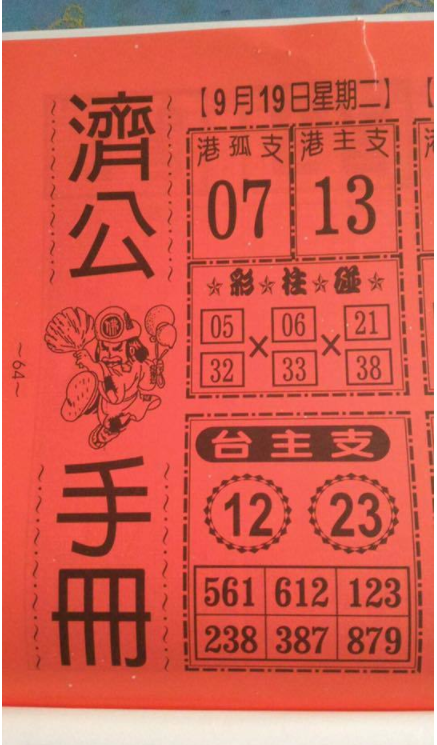 濟公手冊
~64~
【9月19日星期二】
港孤支 港主支
07 13
☆彩☆柱☆碰☆
05 06 21
× ×
32 33 38
台主支
12 23
561 612 123
238 387 879